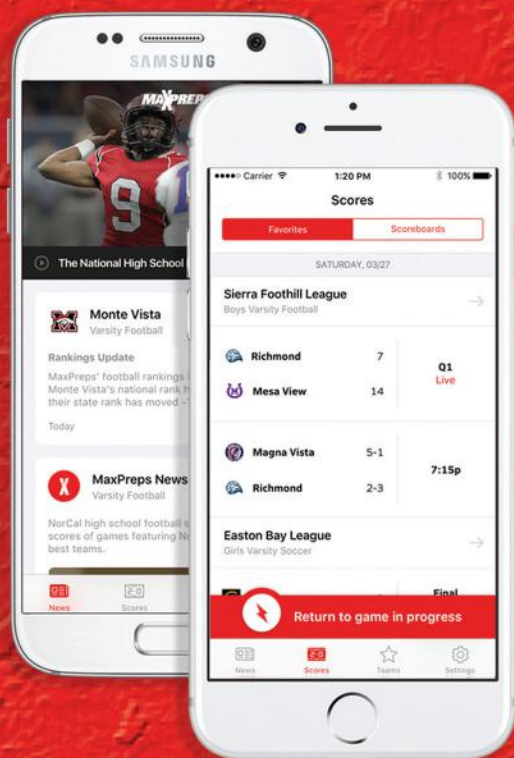 SAMSUNG
MAXPREP
9
The National High School
Monte Vista
Varsity Football
Rankings Update
MaxPreps' football rankings
Monte Vista's national rank h
their state rank has moved -
Today
MaxPreps News
Varsity Football
NorCal high school football s
scores of games featuring No
best teams.
News
Scores
Carrier 1:20 PM 100%
Scores
Favorites Scoreboards
SATURDAY, 03/27
Sierra Foothill League
Boys Varsity Football
Richmond 7
Mesa View 14
Q1
Live
Magna Vista 5-1
Richmond 2-3
7:15p
Easton Bay League
Girls Varsity Soccer
Final
Return to game in progress
News Scores Teams Settings